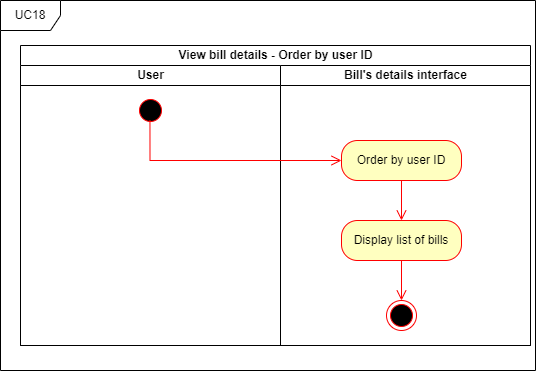 UC18
View bill details - Order by user ID
User
Bill's details interface
Order by user ID
Display list of bills